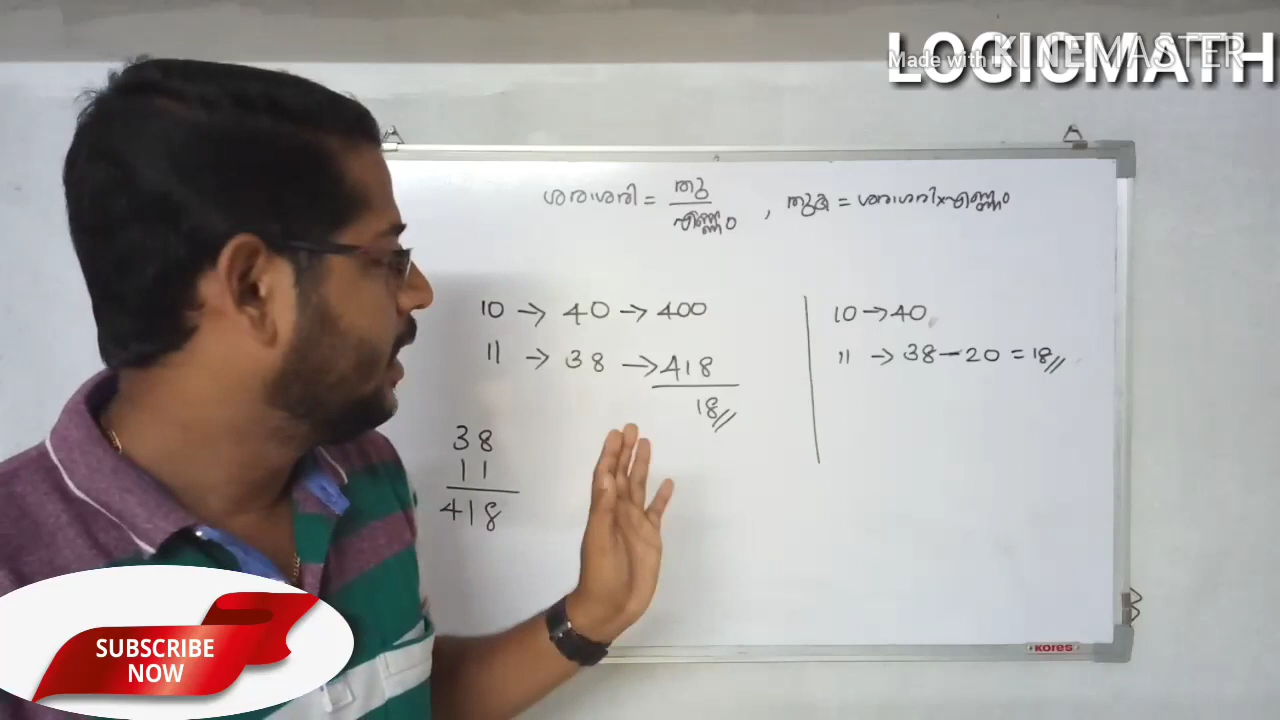 LOGICMATH
Made with KINEMASTER
ശരാശരി = തു / എണ്ണം , തുക = ശരാശരി×എണ്ണം
10 → 40 → 400
11 → 38 → 418
18
38
11
418
10 → 40
11 → 38 - 20 = 18
SUBSCRIBE
NOW
KORES